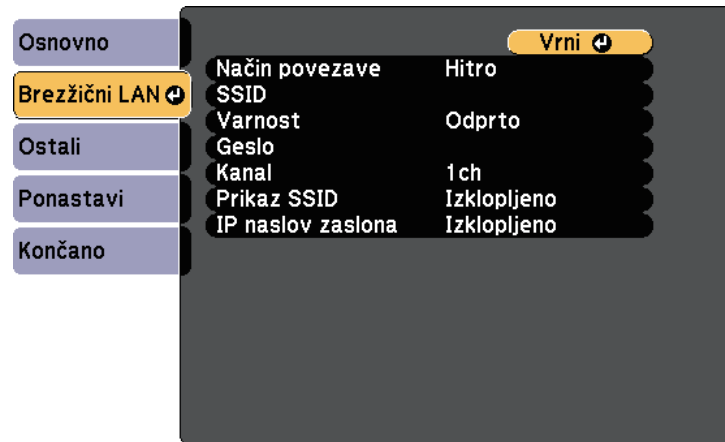 Osnovno
Brezžični LAN
Ostali
Ponastavi
Končano
Vrni
Način povezave Hitro
SSID
Varnost Odprto
Geslo
Kanal 1ch
Prikaz SSID Izklopljeno
IP naslov zaslona Izklopljeno